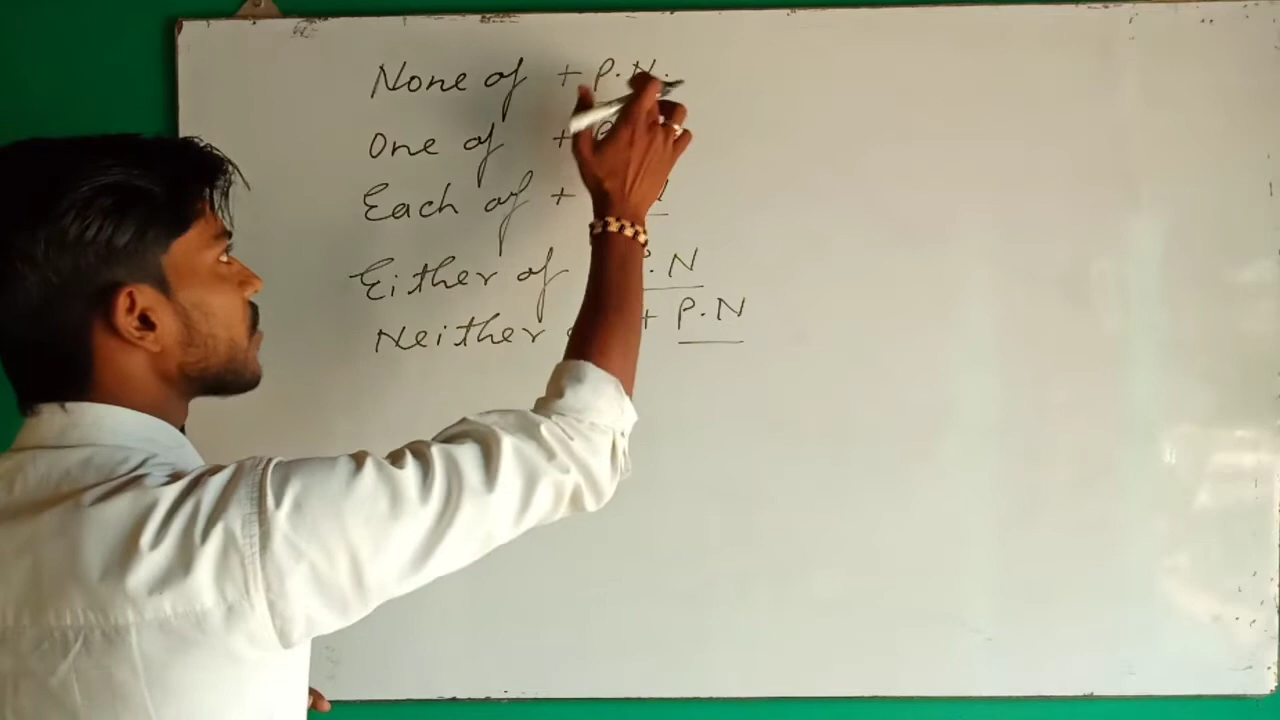 None of + P.N.
One of +
Each of +
Either of P.N
Neither + P.N